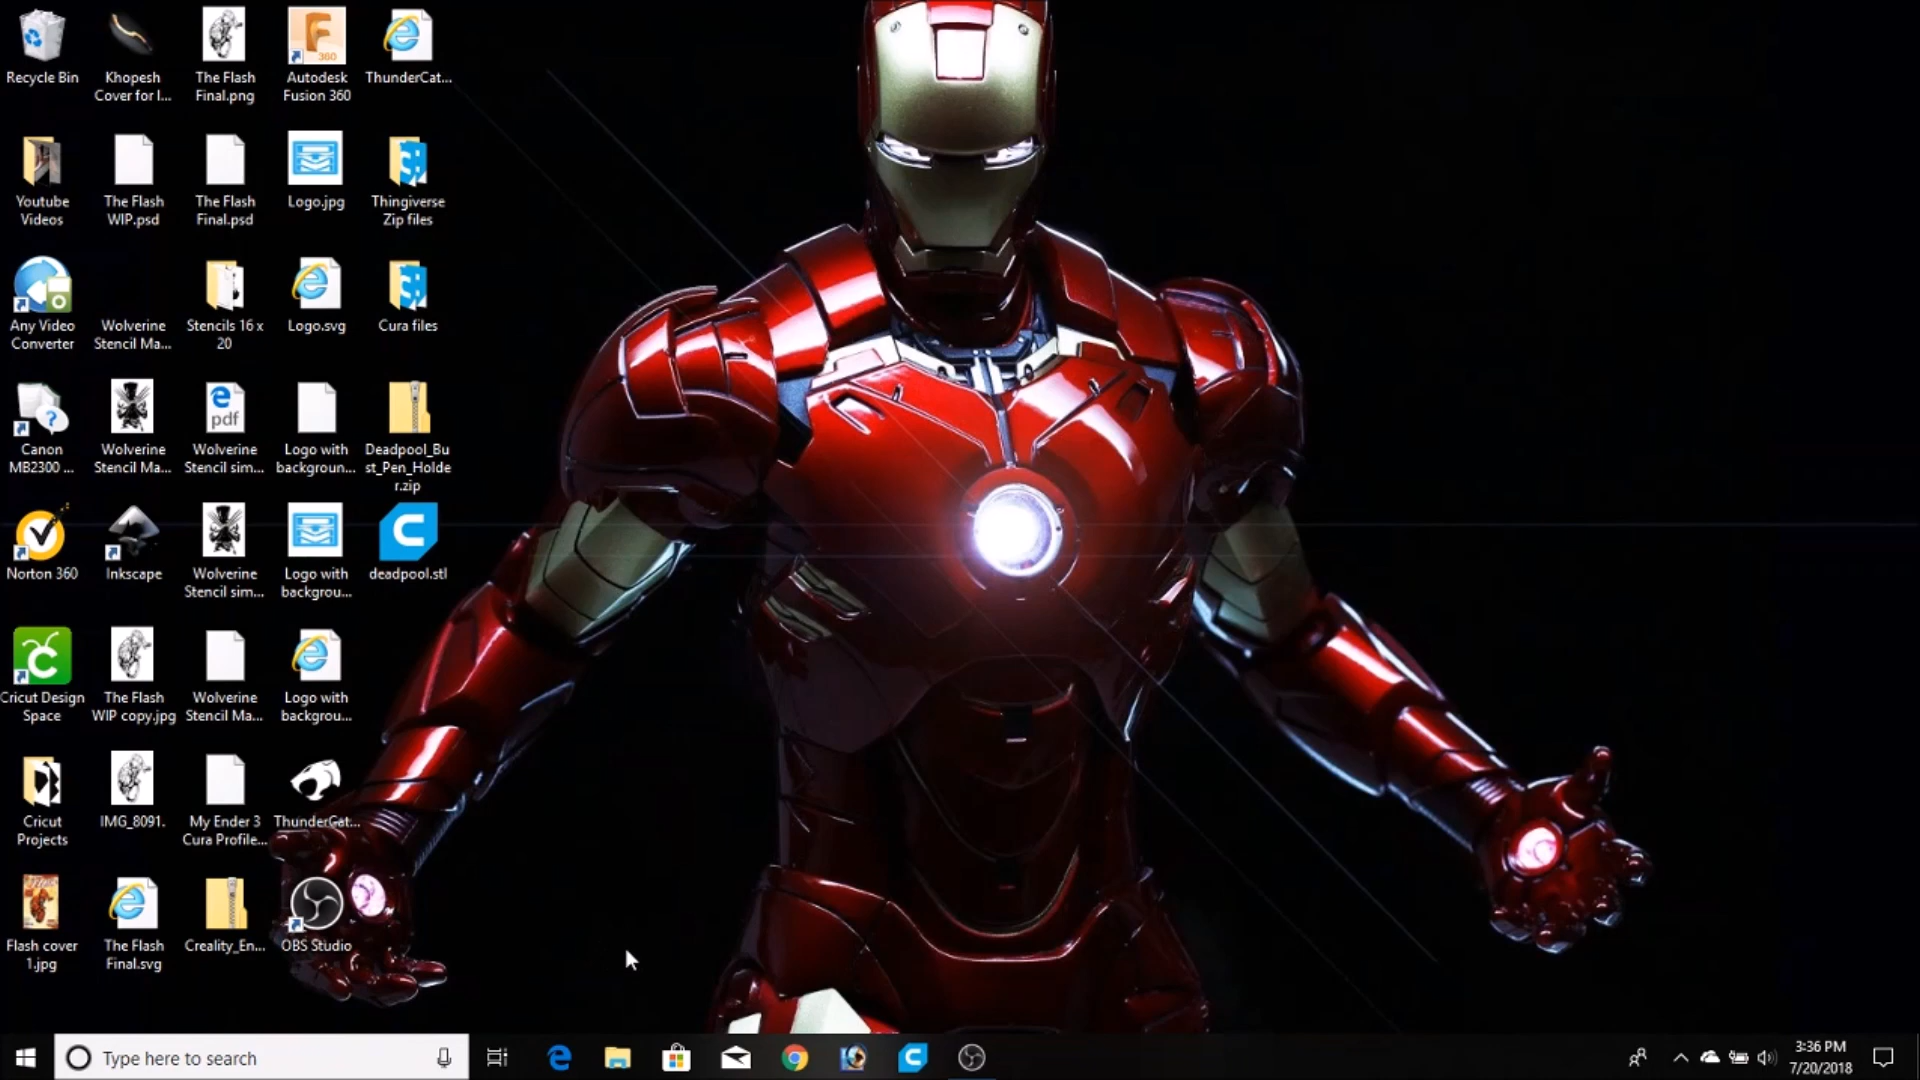 Recycle Bin
Khopesh
Cover for I...
The Flash
Final.png
Autodesk
Fusion 360
360
ThunderCat...
Youtube
Videos
The Flash
WIP.psd
The Flash
Final.psd
Logo.jpg
Thingiverse
Zip files
Any Video
Converter
Wolverine
Stencil Ma...
Stencils 16 x
20
Logo.svg
Cura files
Canon
MB2300 ...
Wolverine
Stencil Ma...
pdf
Wolverine
Stencil sim...
Logo with
backgroun...
Deadpool_Bu
st_Pen_Holde
r.zip
Norton 360
Inkscape
Wolverine
Stencil sim...
Logo with
backgrou...
deadpool.stl
Cricut Design
Space
The Flash
WIP copy.jpg
Wolverine
Stencil Ma...
Logo with
backgrou...
Cricut
Projects
IMG_8091.
My Ender 3
Cura Profile...
Flash cover
1.jpg
The Flash
Final.svg
Creality_En...
OBS Studio
Type here to search
3:36 PM
7/20/2018